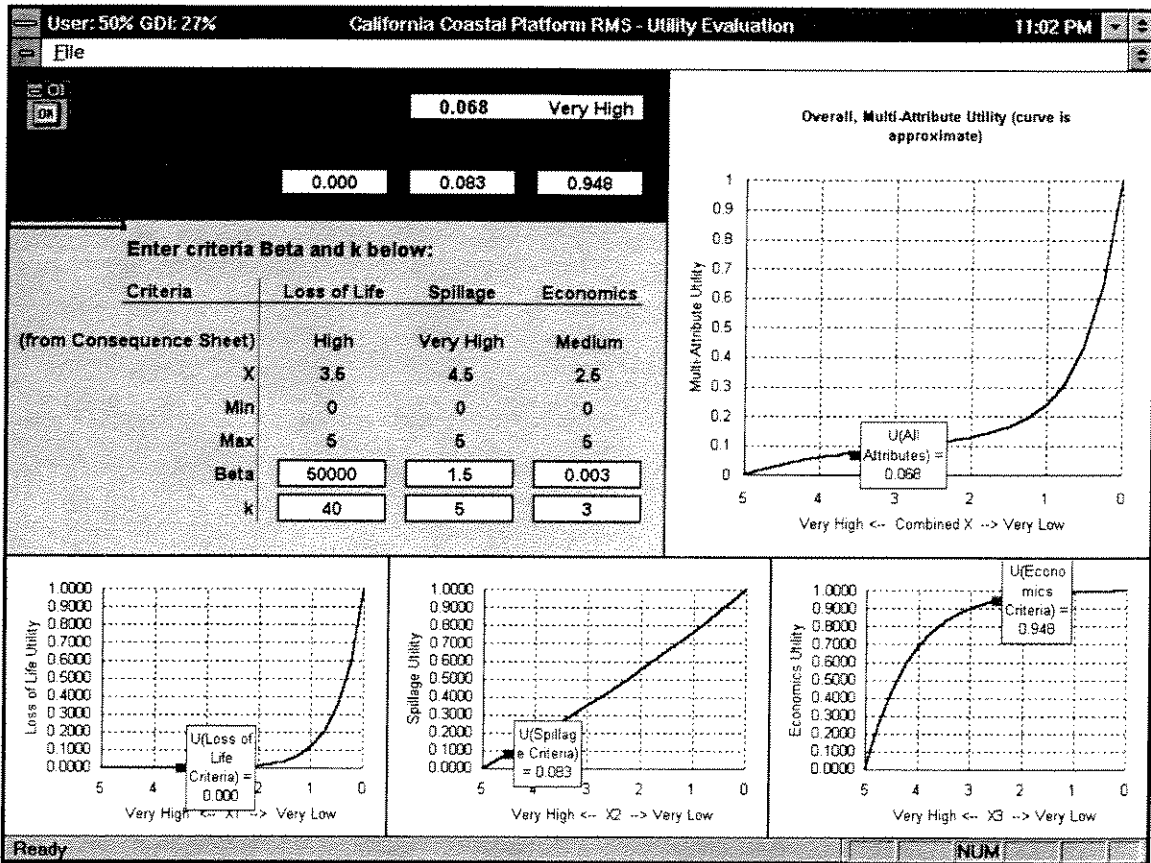 User: 50% GDI: 27% California Coastal Platform RMS - Utility Evaluation 11:02 PM
File
OK
0.068 Very High
0.000 0.083 0.948
Enter criteria Beta and k below:
Criteria Loss of Life Spillage Economics
(from Consequence Sheet) High Very High Medium
X 3.5 4.5 2.5
Min 0 0 0
Max 5 5 5
Beta 50000 1.5 0.003
k 40 5 3
Overall, Multi-Attribute Utility (curve is
approximate)
Multi-Attribute Utility
1
0.9
0.8
0.7
0.6
0.5
0.4
0.3
0.2
0.1
0
U(All
Attributes) =
0.068
5 4 3 2 1 0
Very High <-- Combined X --> Very Low
Loss of Life Utility
1.0000
0.9000
0.8000
0.7000
0.6000
0.5000
0.4000
0.3000
0.2000
0.1000
0.0000
U(Loss of
Life
Criteria) =
0.000
5 4 2 1 0
Very High <-- X1 --> Very Low
Spillage Utility
1.0000
0.9000
0.8000
0.7000
0.6000
0.5000
0.4000
0.3000
0.2000
0.1000
0.0000
U(Spillag
e Criteria)
= 0.083
5 4 3 2 1 0
Very High <-- X2 --> Very Low
Economics Utility
1.0000
0.9000
0.8000
0.7000
0.6000
0.5000
0.4000
0.3000
0.2000
0.1000
0.0000
U(Econo
mics
Criteria) =
0.948
5 4 3 2 1 0
Very High <-- X3 --> Very Low
Ready NUM